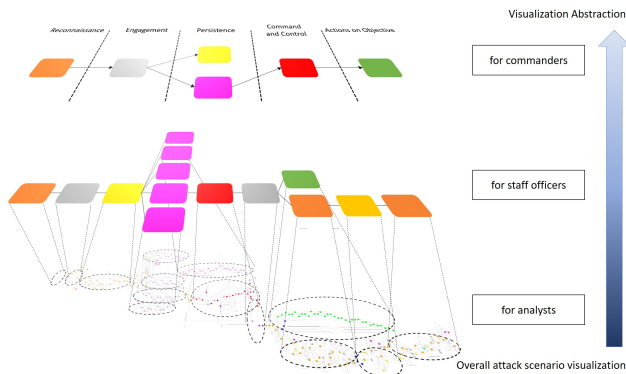 Visualization Abstraction
Reconnaissance
Engagement
Persistence
Command
and Control
Actions on Objectives
for commanders
for staff officers
for analysts
Overall attack scenario visualization